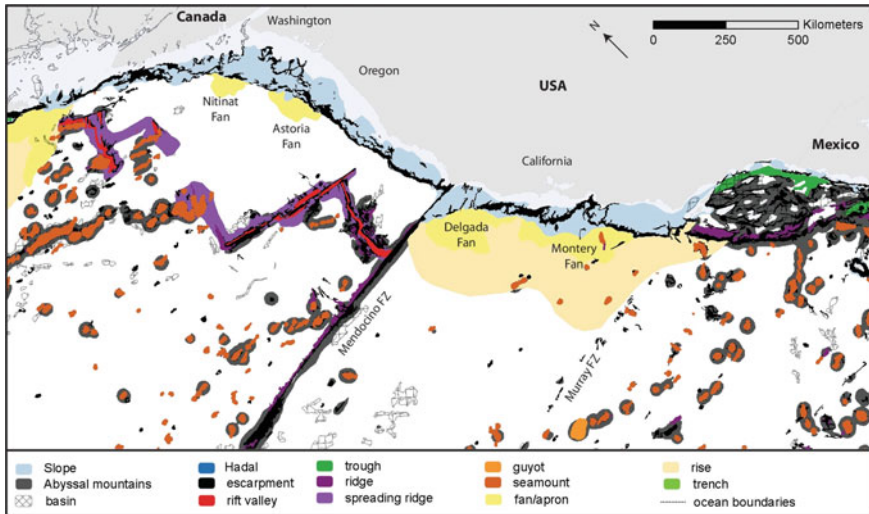 Canada
Washington
N
Kilometers
0 250 500
Oregon
USA
Nitinat
Fan
Astoria
Fan
Mexico
California
Delgada
Fan
Montery
Fan
Mendocino FZ
Murray FZ
Slope
Abyssal mountains
basin
Hadal
escarpment
rift valley
trough
ridge
spreading ridge
guyot
seamount
fan/apron
rise
trench
ocean boundaries